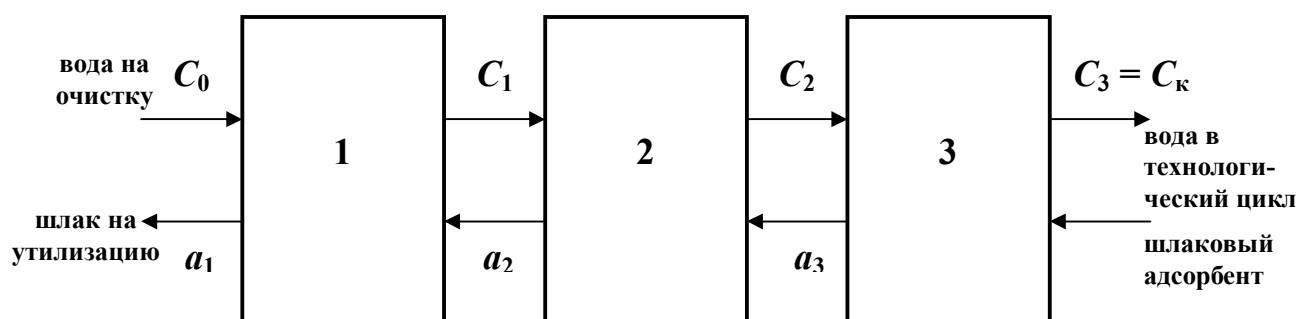 вода на
очистку
C₀
C₁
C₂
C₃ = Cк
1
2
3
вода в
технологи-
ческий цикл
шлак на
утилизацию
a₁
a₂
a₃
шлаковый
адсорбент